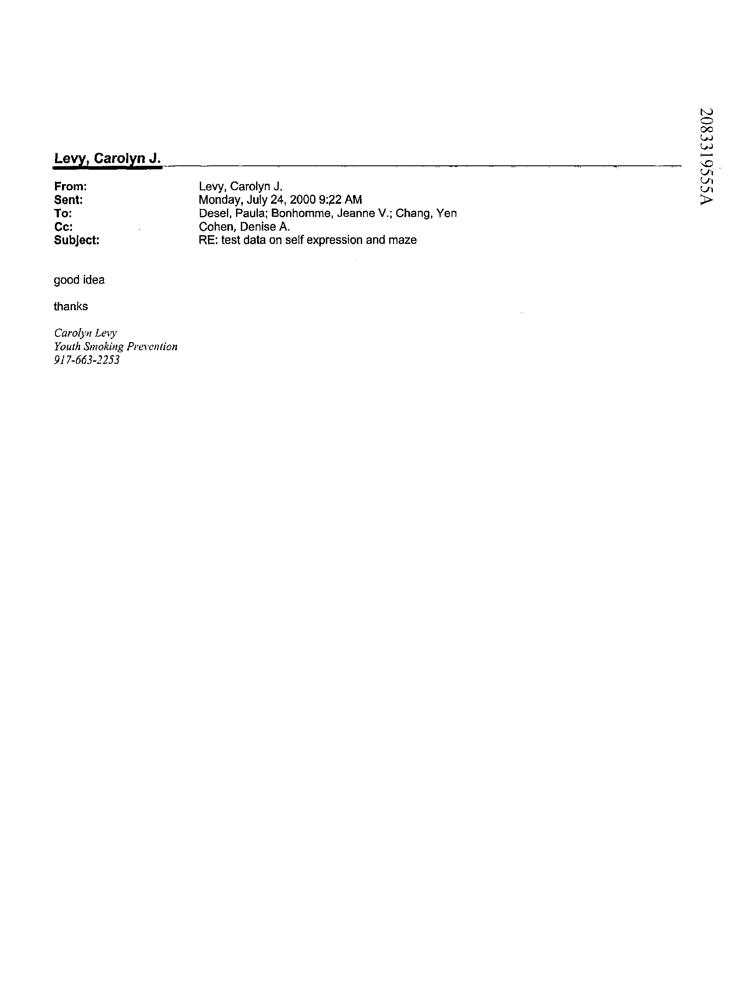 2083319555A
Levy, Carolyn J.
From: Levy, Carolyn J.
Sent: Monday, July 24, 2000 9:22 AM
To: Desel, Paula; Bonhomme, Jeanne V.; Chang, Yen
Cc: Cohen, Denise A.
Subject: RE: test data on self expression and maze
good idea
thanks
Carolyn Levy
Youth Smoking Prevention
917-663-2253